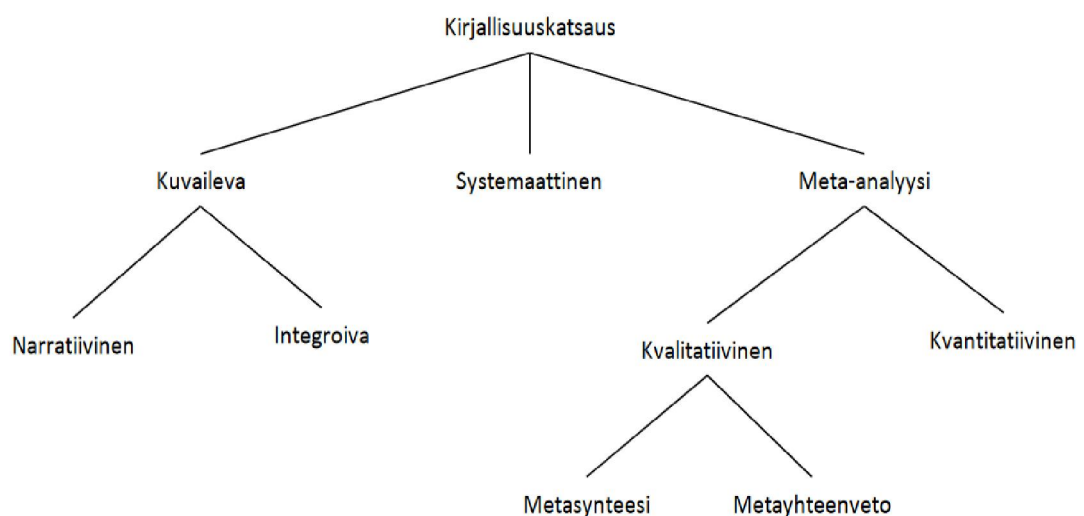 Kirjallisuuskatsaus
Kuvaileva
Systemaattinen
Meta-analyysi
Narratiivinen
Integroiva
Kvalitatiivinen
Kvantitatiivinen
Metasynteesi
Metayhteenveto